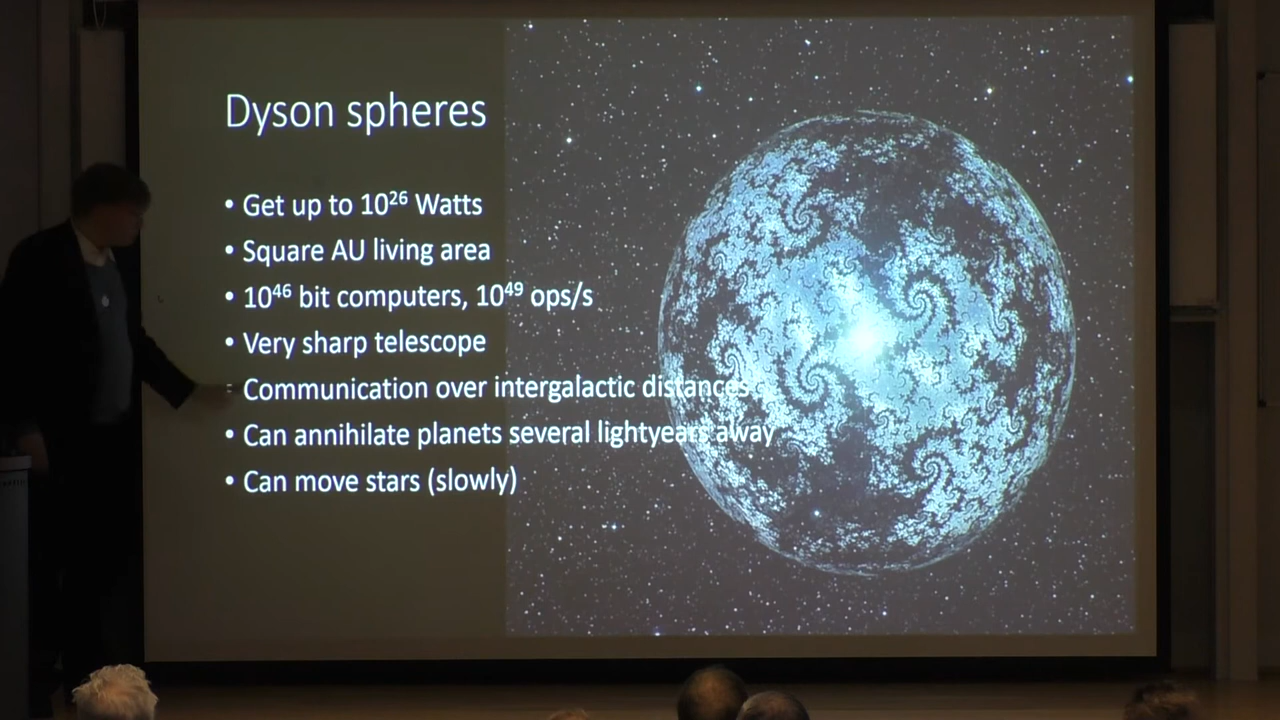 Dyson spheres
• Get up to 10²⁶ Watts
• Square AU living area
• 10⁴⁶ bit computers, 10⁴⁹ ops/s
• Very sharp telescope
• Communication over intergalactic distances
• Can annihilate planets several lightyears away
• Can move stars (slowly)